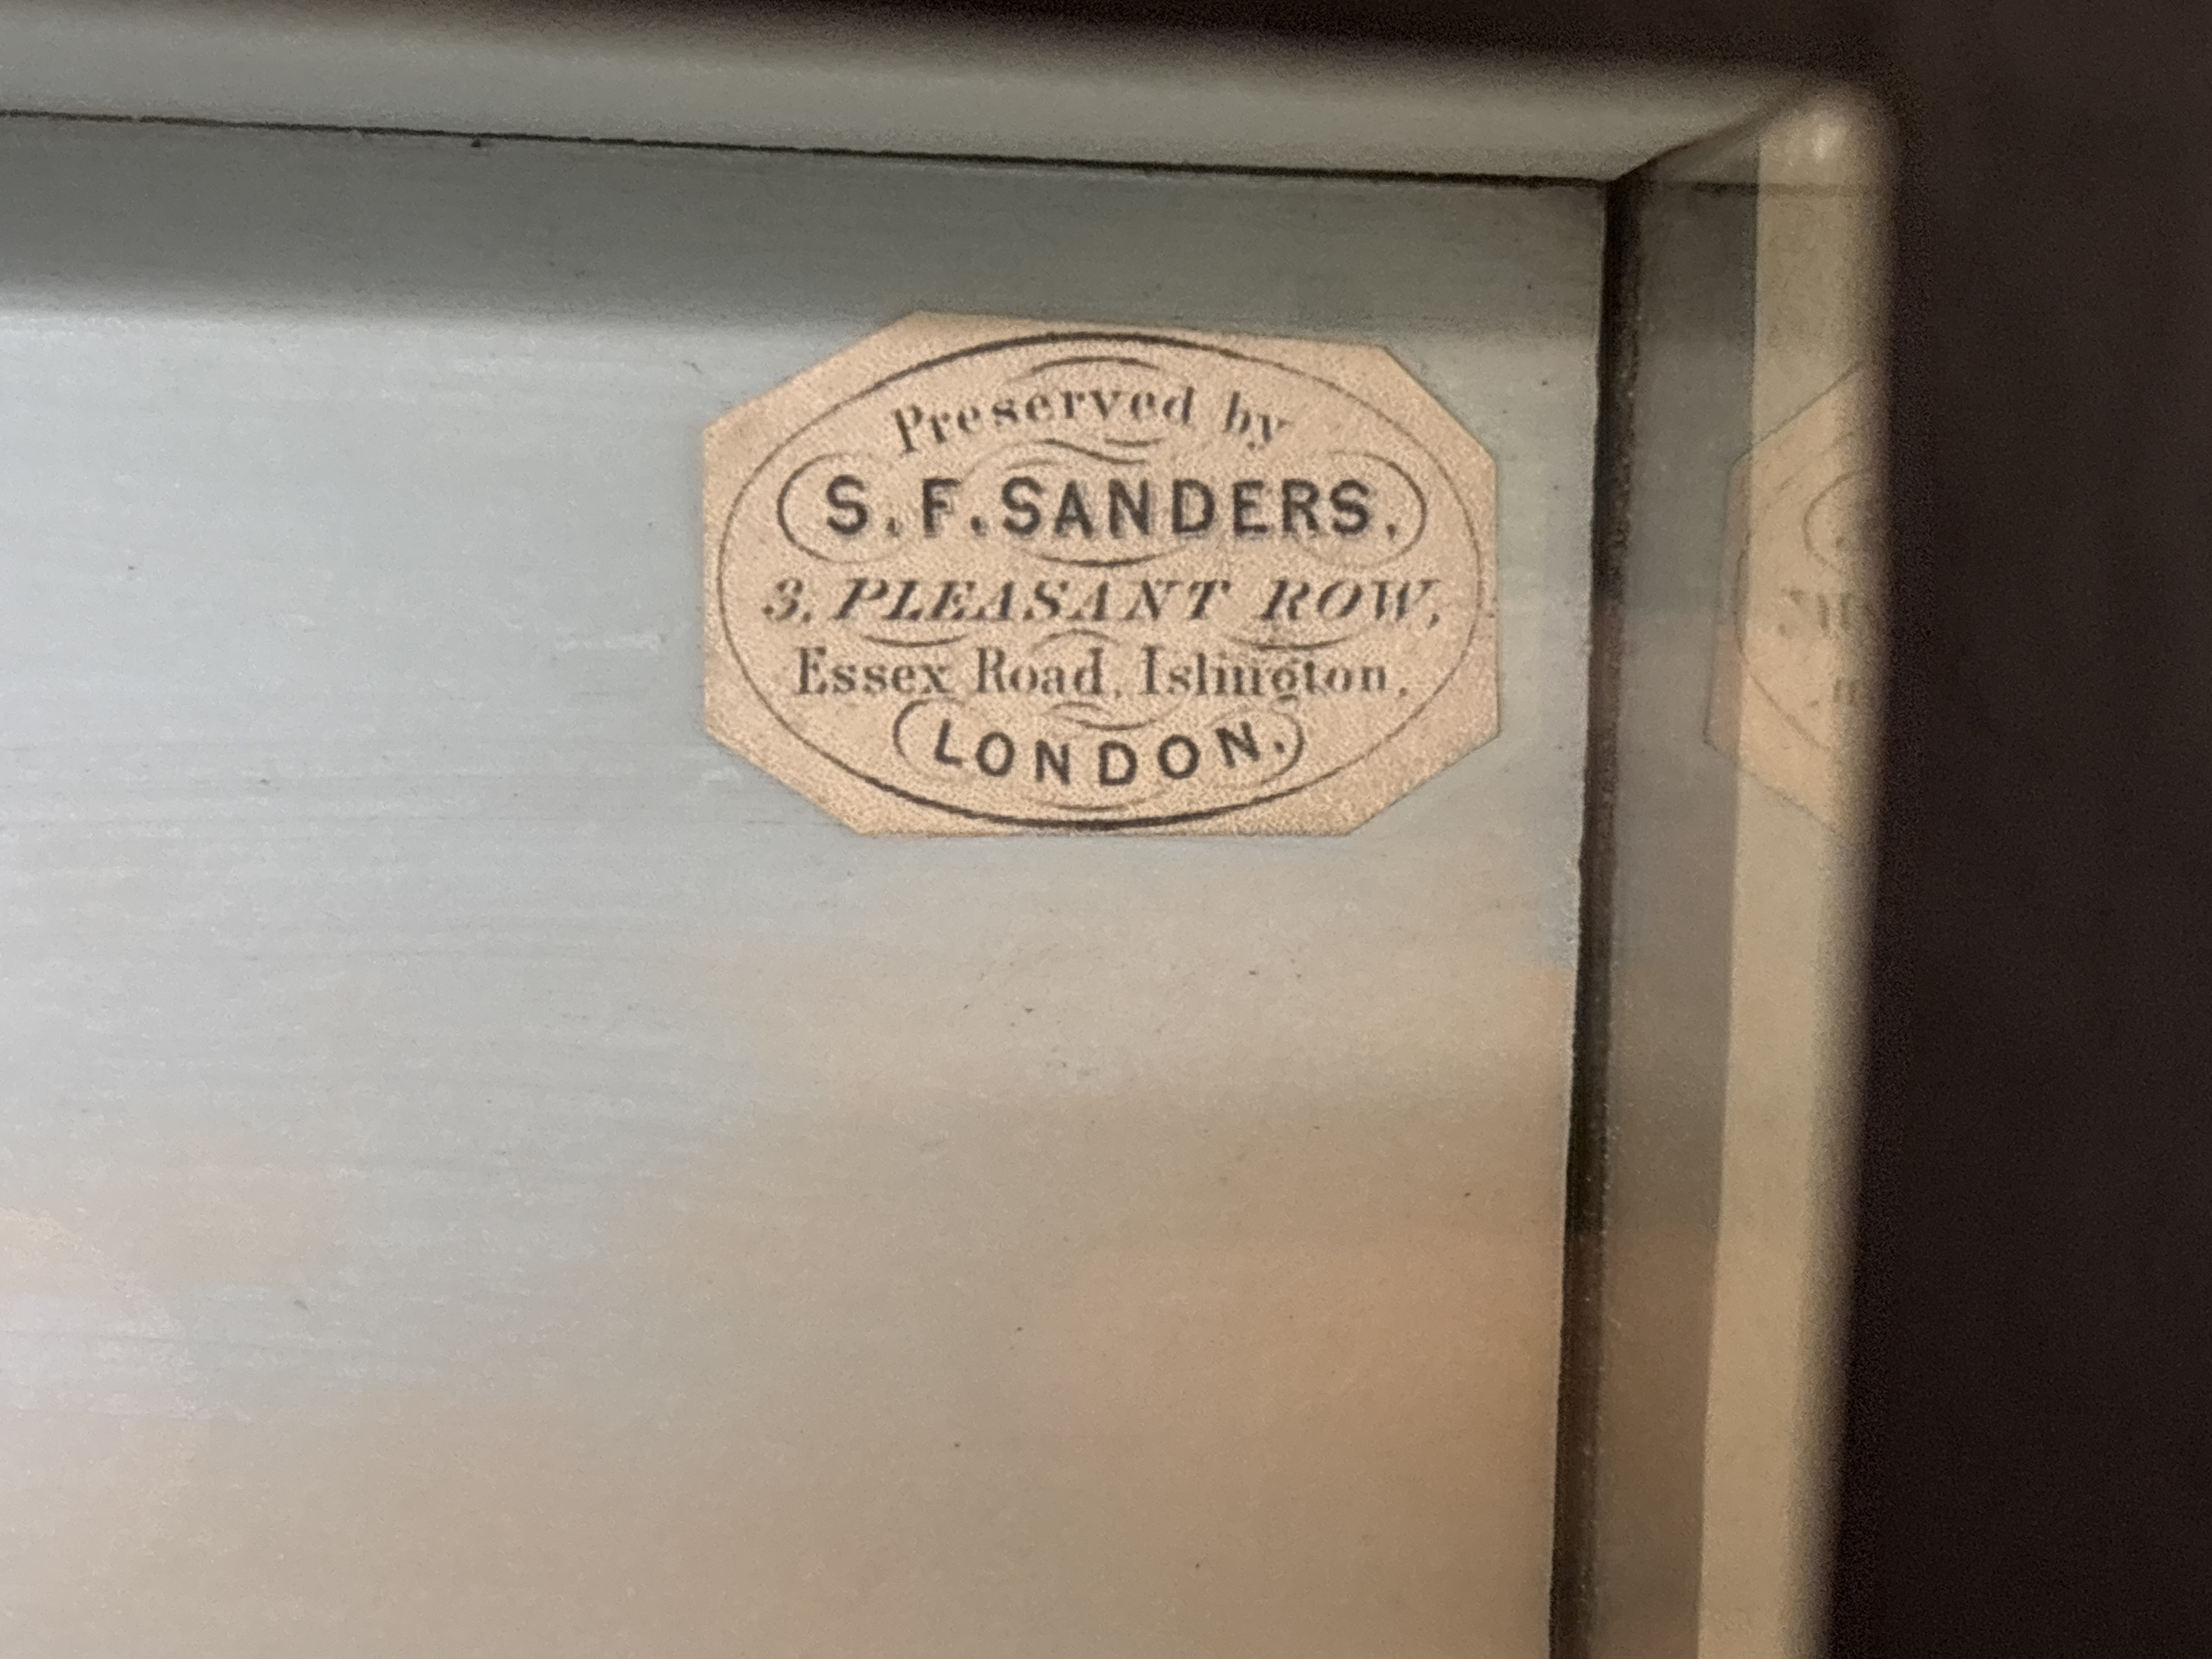 Preserved by
S. F. SANDERS.
3, PLEASANT ROW,
Essex Road, Islington,
LONDON.